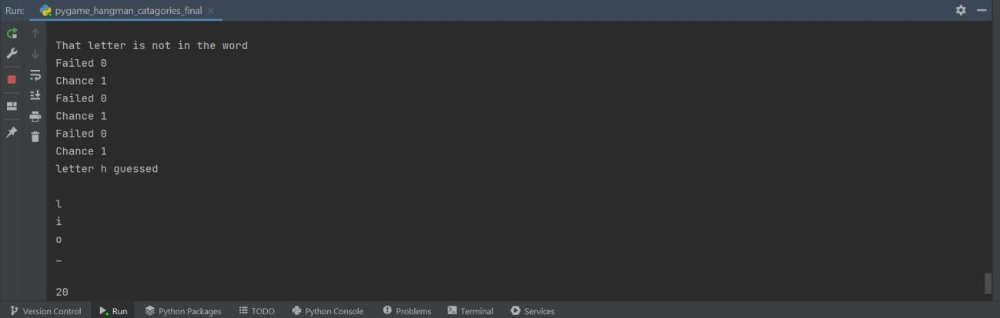 Run: pygame_hangman_catagories_final
That letter is not in the word
Failed 0
Chance 1
Failed 0
Chance 1
Failed 0
Chance 1
letter h guessed
l
i
o
_
20
Version Control Run Python Packages TODO Python Console Problems Terminal Services